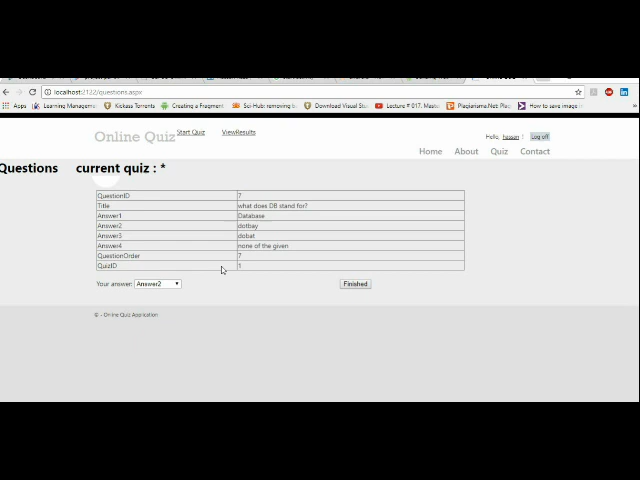 localhost:2122/questions.aspx
Apps Learning Managem Kickass Torrents Creating a Fragment Sci-Hub: removing b Download Visual Stu Lecture # 017. Maste Plagiarisma.Net: Pla How to save image
Online Quiz Start Quiz ViewResults
Hello, hassan ! Log off
Home About Quiz Contact
Questions current quiz : *
QuestionID 7
Title what does DB stand for?
Answer1 Database
Answer2 dotbay
Answer3 dobat
Answer4 none of the given
QuestionOrder 7
QuizID 1
Your answer: Answer2 Finished
© - Online Quiz Application